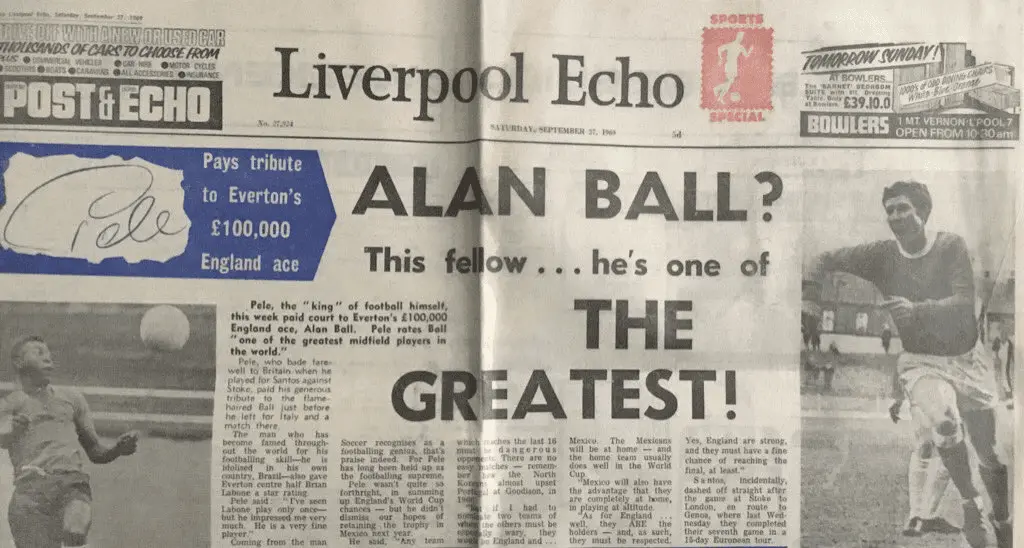 Liverpool Echo, Saturday, September 27, 1969
OUT WITH A NEW OR USED CAR
THOUSANDS OF CARS TO CHOOSE FROM
PLUS ● COMMERCIAL VEHICLES ● CAR HIRE ● MOTOR CYCLES
● SCOOTERS ● BOATS ● CARAVANS ● ALL ACCESSORIES ● INSURANCE
POST & ECHO
Liverpool Echo
No. 27,924
SATURDAY, SEPTEMBER 27, 1969
5d
SPORTS
SPECIAL
TOMORROW SUNDAY!
AT BOWLERS
£39.10.0
1000's OF ODD DINING CHAIRS
BOWLERS
1 MT. VERNON·L'POOL 7
OPEN FROM 10·30 am
Pele
Pays tribute
to Everton's
£100,000
England ace
ALAN BALL?
This fellow . . . he's one of
THE
GREATEST!
Pele, the "king" of football himself,
this week paid court to Everton's £100,000
England ace, Alan Ball. Pele rates Ball
"one of the greatest midfield players in
the world."
Pele, who bade fare-
well to Britain when he
played for Santos against
Stoke, paid his generous
tribute to the flame-
haired Ball just before
he left for Italy and a
match there.
The man who has
become famed through-
out the world for his
footballing skill—he is
idolised in his own
country, Brazil—also gave
Everton centre half Brian
Labone a star rating.
Pele said: "I've seen
Labone play only once—
but he impressed me very
much. He is a very fine
player."
Coming from the man
Soccer recognises as a
footballing genius, that's
praise indeed. For Pele
has long been held up as
the footballing supreme.
Pele wasn't quite so
forthright, in summing
up England's World Cup
chances — but he didn't
dismiss our hopes of
retaining the trophy in
Mexico next year.
He said, "Any team
which reaches the last 16
must be dangerous
opponents. There are no
easy matches — remem-
ber how the North
Koreans almost upset
Portugal at Goodison, in
if I had to
two teams of
the others must be
wary, they
England and . . .
Mexico. The Mexicans
will be at home — and
the home team usually
does well in the World
Cup.
"Mexico will also have
the advantage that they
are completely at home,
in playing at altitude.
"As for England . . .
well, they ARE the
holders — and, as such,
they must be respected.
Yes, England are strong,
and they must have a fine
chance of reaching the
final, at least."
Santos, incidentally,
dashed off straight after
the game at Stoke to
London, en route to
Genoa, where last Wed-
nesday they completed
their seventh game in a
15-day European tour.